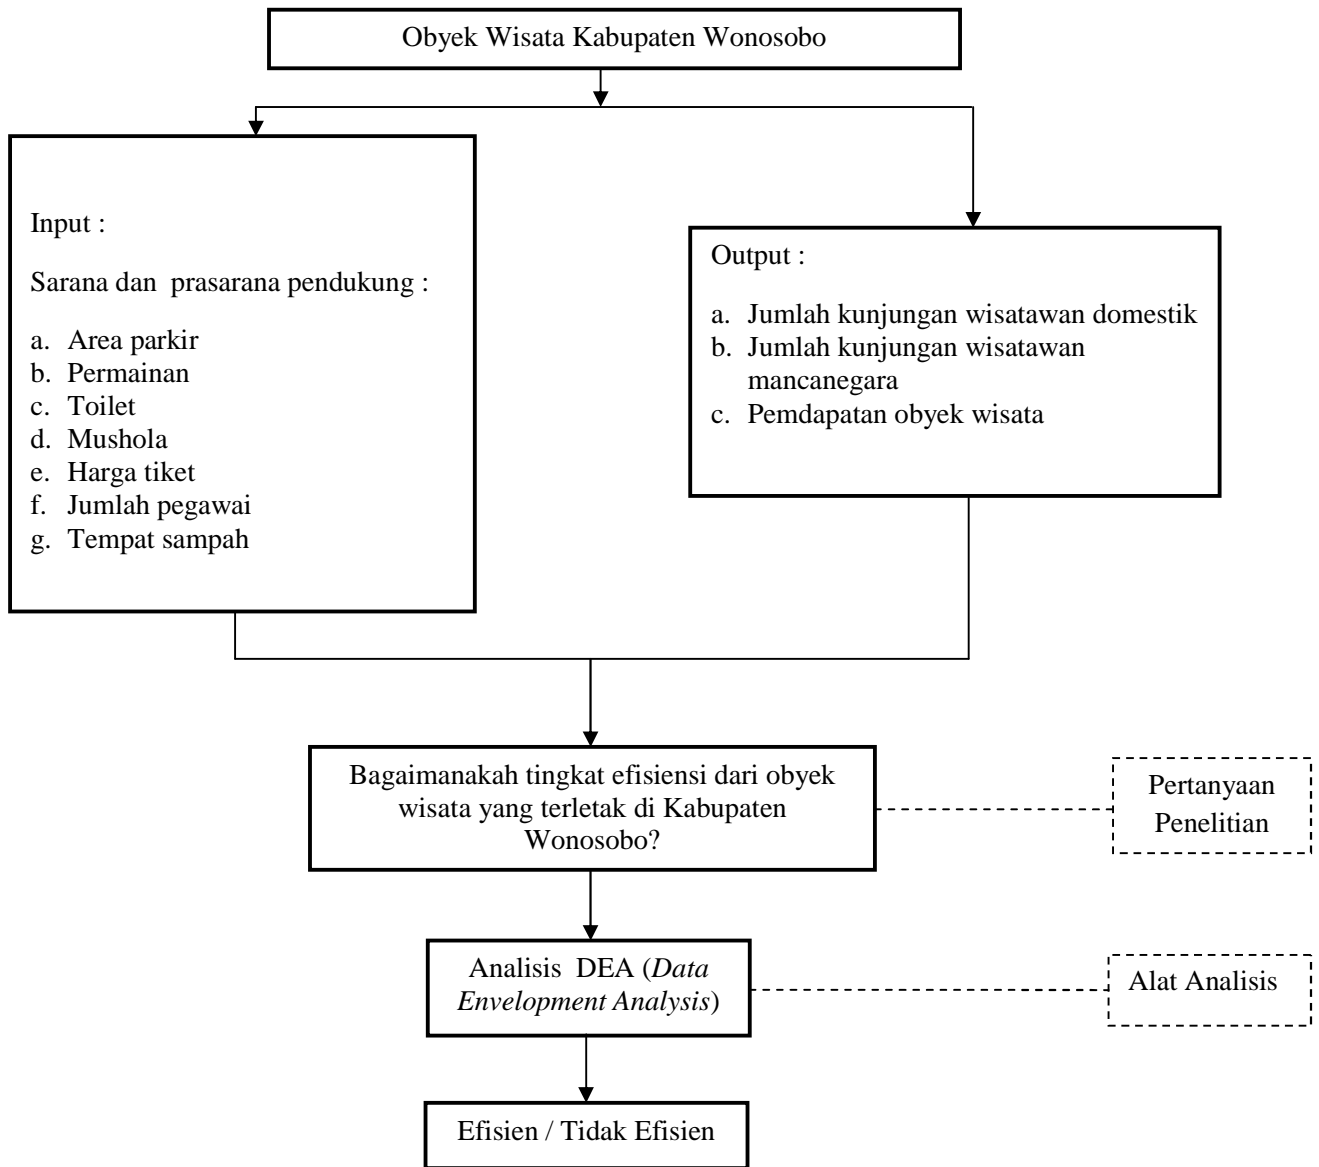 Obyek Wisata Kabupaten Wonosobo
Input :
Sarana dan prasarana pendukung :
a. Area parkir
b. Permainan
c. Toilet
d. Mushola
e. Harga tiket
f. Jumlah pegawai
g. Tempat sampah
Output :
a. Jumlah kunjungan wisatawan domestik
b. Jumlah kunjungan wisatawan
mancanegara
c. Pemdapatan obyek wisata
Bagaimanakah tingkat efisiensi dari obyek
wisata yang terletak di Kabupaten
Wonosobo?
Pertanyaan
Penelitian
Analisis DEA (Data
Envelopment Analysis)
Alat Analisis
Efisien / Tidak Efisien